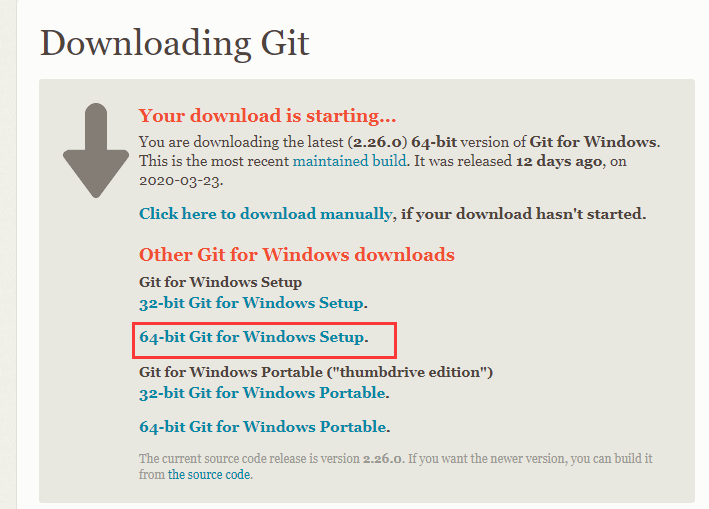 Downloading Git
Your download is starting...
You are downloading the latest (2.26.0) 64-bit version of Git for Windows.
This is the most recent maintained build. It was released 12 days ago, on
2020-03-23.
Click here to download manually, if your download hasn't started.
Other Git for Windows downloads
Git for Windows Setup
32-bit Git for Windows Setup.
64-bit Git for Windows Setup.
Git for Windows Portable ("thumbdrive edition")
32-bit Git for Windows Portable.
64-bit Git for Windows Portable.
The current source code release is version 2.26.0. If you want the newer version, you can build it
from the source code.